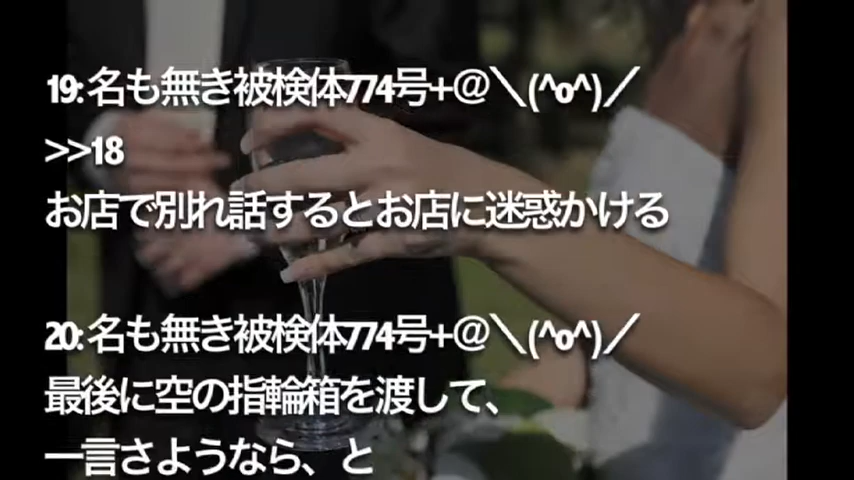 19: 名も無き被検体774号+@＼(^o^)／
>>18
お店で別れ話するとお店に迷惑かける
20: 名も無き被検体774号+@＼(^o^)／
最後に空の指輪箱を渡して、
一言さようなら、と